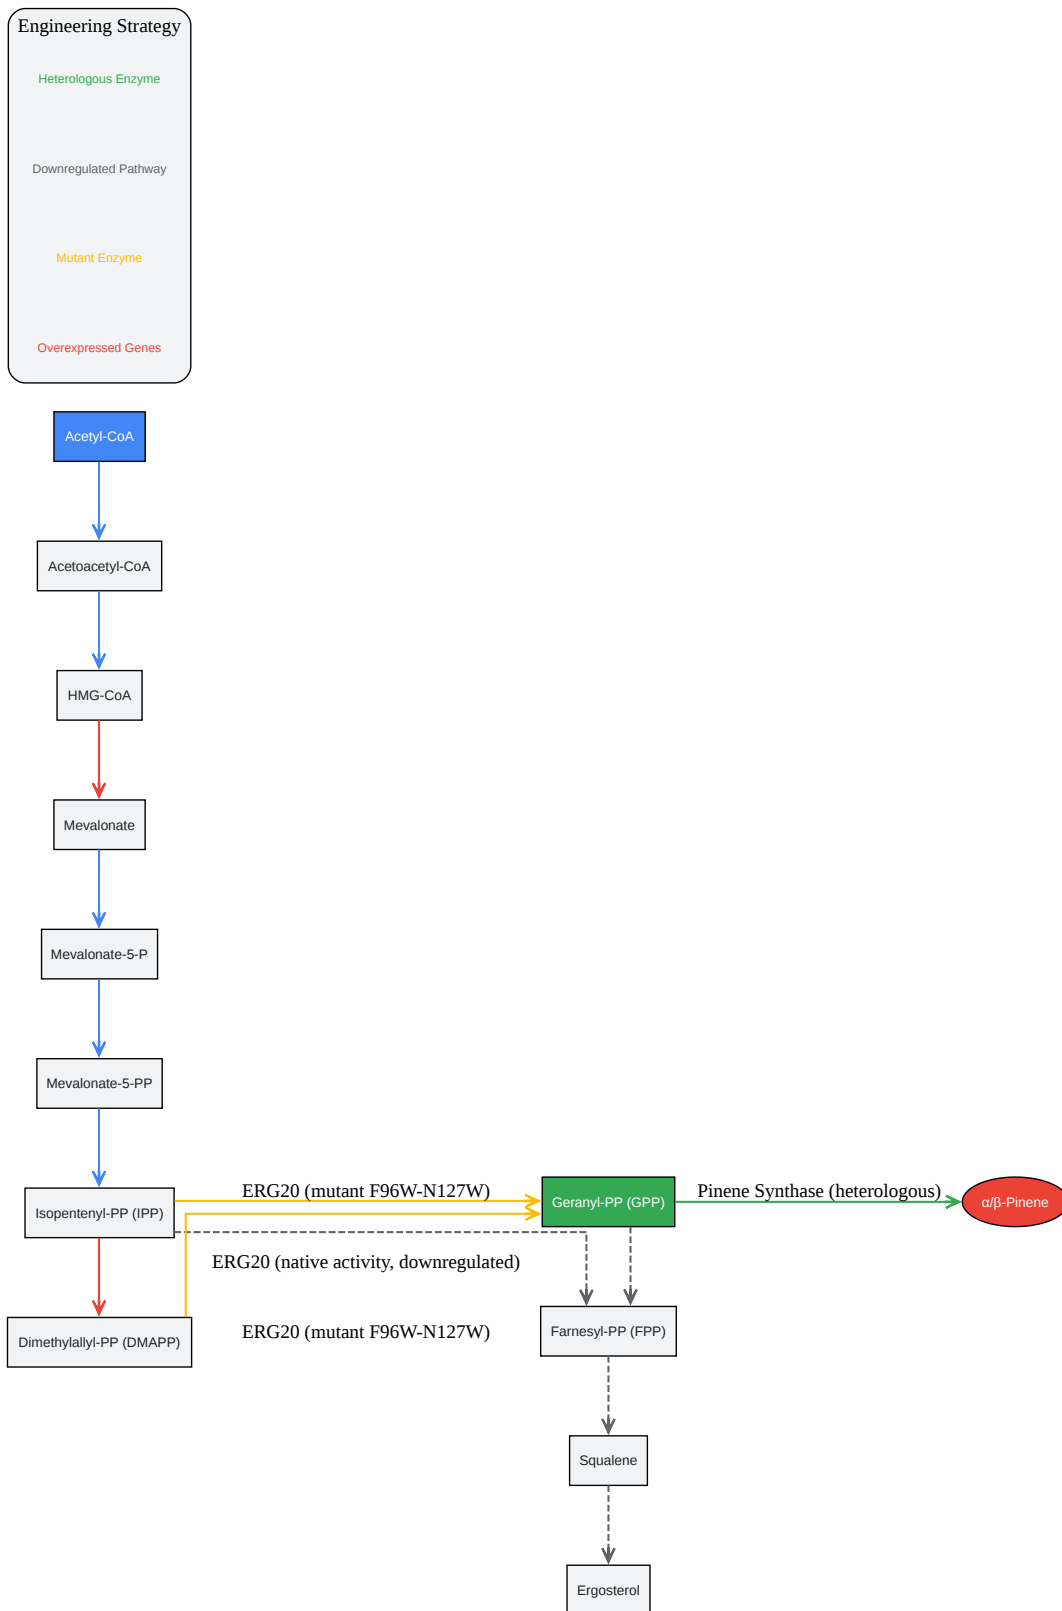 Engineering Strategy
Heterologous Enzyme
Downregulated Pathway
Mutant Enzyme
Overexpressed Genes
Acetyl-CoA
Acetoacetyl-CoA
HMG-CoA
Mevalonate
Mevalonate-5-P
Mevalonate-5-PP
Isopentenyl-PP (IPP)
ERG20 (mutant F96W-N127W)
Geranyl-PP (GPP)
Pinene Synthase (heterologous)
α/β-Pinene
ERG20 (native activity, downregulated)
Dimethylallyl-PP (DMAPP)
ERG20 (mutant F96W-N127W)
Farnesyl-PP (FPP)
Squalene
Ergosterol